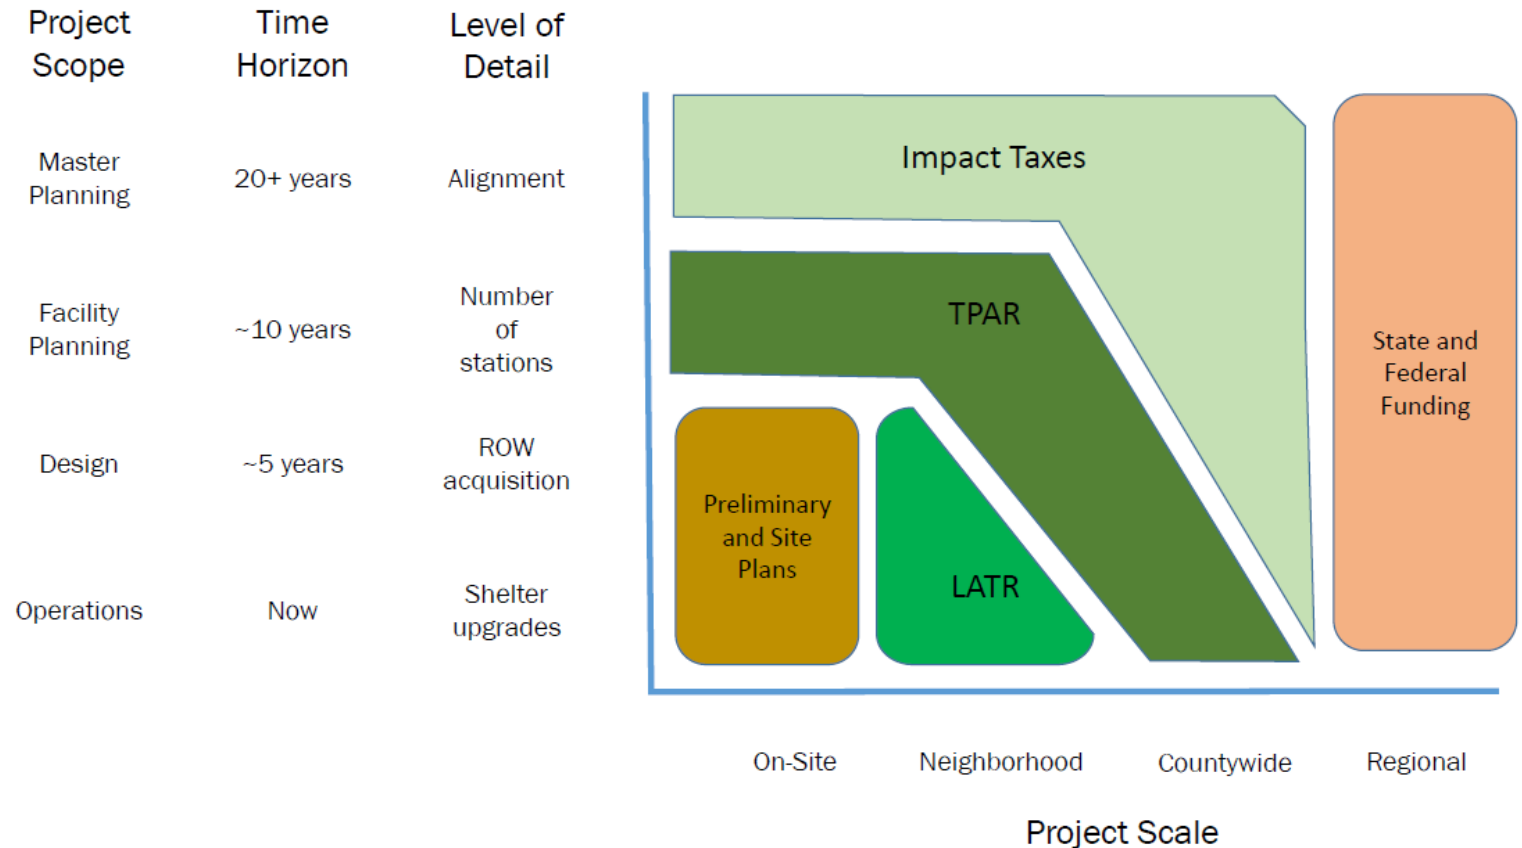 Project
Scope
Time
Horizon
Level of
Detail
Master
Planning
20+ years
Alignment
Impact Taxes
Facility
Planning
~10 years
Number
of
stations
TPAR
State and
Federal
Funding
Design
~5 years
ROW
acquisition
Preliminary
and Site
Plans
LATR
Operations
Now
Shelter
upgrades
On-Site
Neighborhood
Countywide
Regional
Project Scale